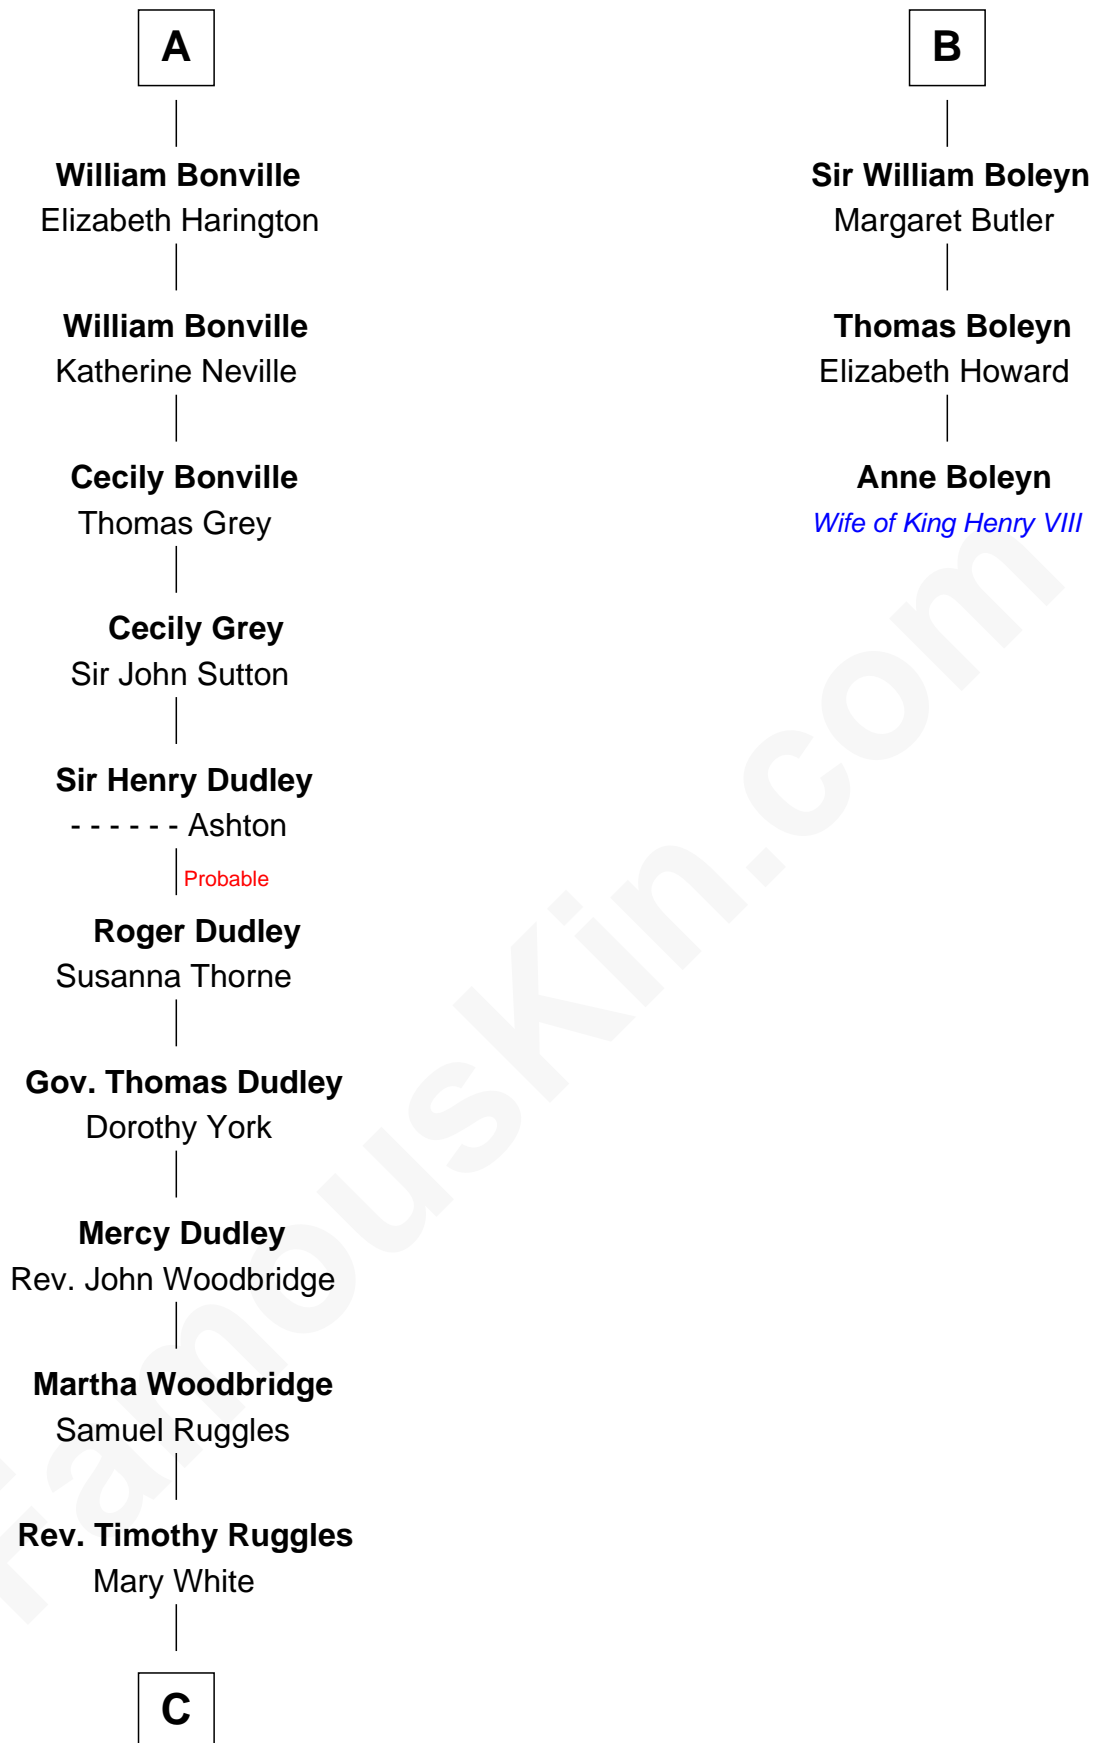 A
William Bonville
Elizabeth Harington
William Bonville
Katherine Neville
Cecily Bonville
Thomas Grey
Cecily Grey
Sir John Sutton
Sir Henry Dudley
- - - - - - Ashton
Probable
Roger Dudley
Susanna Thorne
Gov. Thomas Dudley
Dorothy York
Mercy Dudley
Rev. John Woodbridge
Martha Woodbridge
Samuel Ruggles
Rev. Timothy Ruggles
Mary White
C
B
Sir William Boleyn
Margaret Butler
Thomas Boleyn
Elizabeth Howard
Anne Boleyn
Wife of King Henry VIII
FamousKin.com